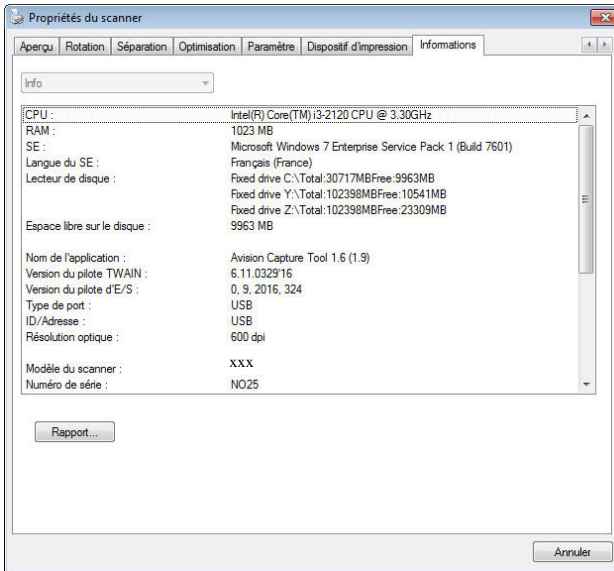 Propriétés du scanner
Aperçu Rotation Séparation Optimisation Paramètre Dispositif d'impression Informations
Info
CPU : Intel(R) Core(TM) i3-2120 CPU @ 3.30GHz
RAM : 1023 MB
SE : Microsoft Windows 7 Enterprise Service Pack 1 (Build 7601)
Langue du SE : Français (France)
Lecteur de disque : Fixed drive C:\Total:30717MBFree:9963MB
Fixed drive Y:\Total:102398MBFree:10541MB
Fixed drive Z:\Total:102398MBFree:23309MB
Espace libre sur le disque : 9963 MB
Nom de l'application : Avision Capture Tool 1.6 (1.9)
Version du pilote TWAIN : 6.11.0329'16
Version du pilote d'E/S : 0, 9, 2016, 324
Type de port : USB
ID/Adresse : USB
Résolution optique : 600 dpi
Modèle du scanner : XXX
Numéro de série : NO25
Rapport...
Annuler